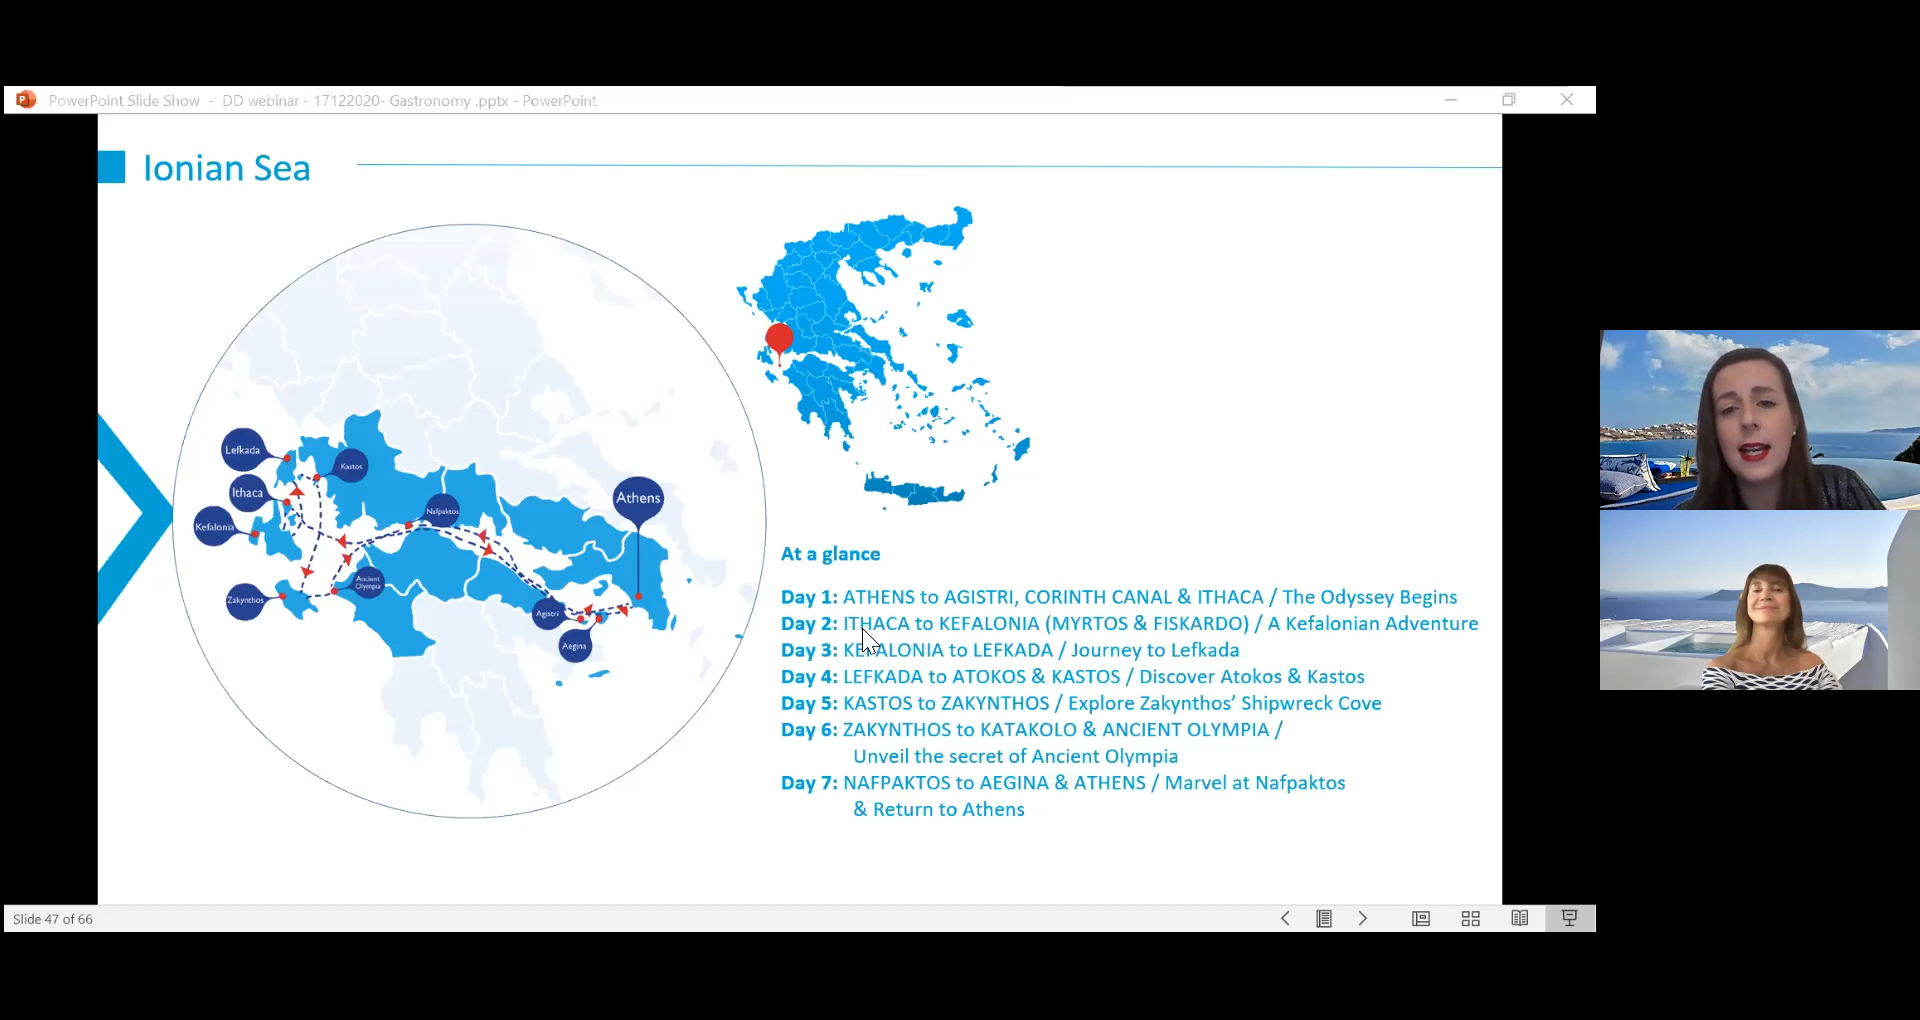 PowerPoint Slide Show - DD webinar - 17122020- Gastronomy .pptx - PowerPoint
Ionian Sea
Lefkada
Kastos
Ithaca
Kefalonia
Nafpaktos
Athens
Ancient
Olympia
Zakynthos
Agistri
Aegina
At a glance
Day 1: ATHENS to AGISTRI, CORINTH CANAL & ITHACA / The Odyssey Begins
Day 2: ITHACA to KEFALONIA (MYRTOS & FISKARDO) / A Kefalonian Adventure
Day 3: KEFALONIA to LEFKADA / Journey to Lefkada
Day 4: LEFKADA to ATOKOS & KASTOS / Discover Atokos & Kastos
Day 5: KASTOS to ZAKYNTHOS / Explore Zakynthos’ Shipwreck Cove
Day 6: ZAKYNTHOS to KATAKOLO & ANCIENT OLYMPIA /
Unveil the secret of Ancient Olympia
Day 7: NAFPAKTOS to AEGINA & ATHENS / Marvel at Nafpaktos
& Return to Athens
Slide 47 of 66